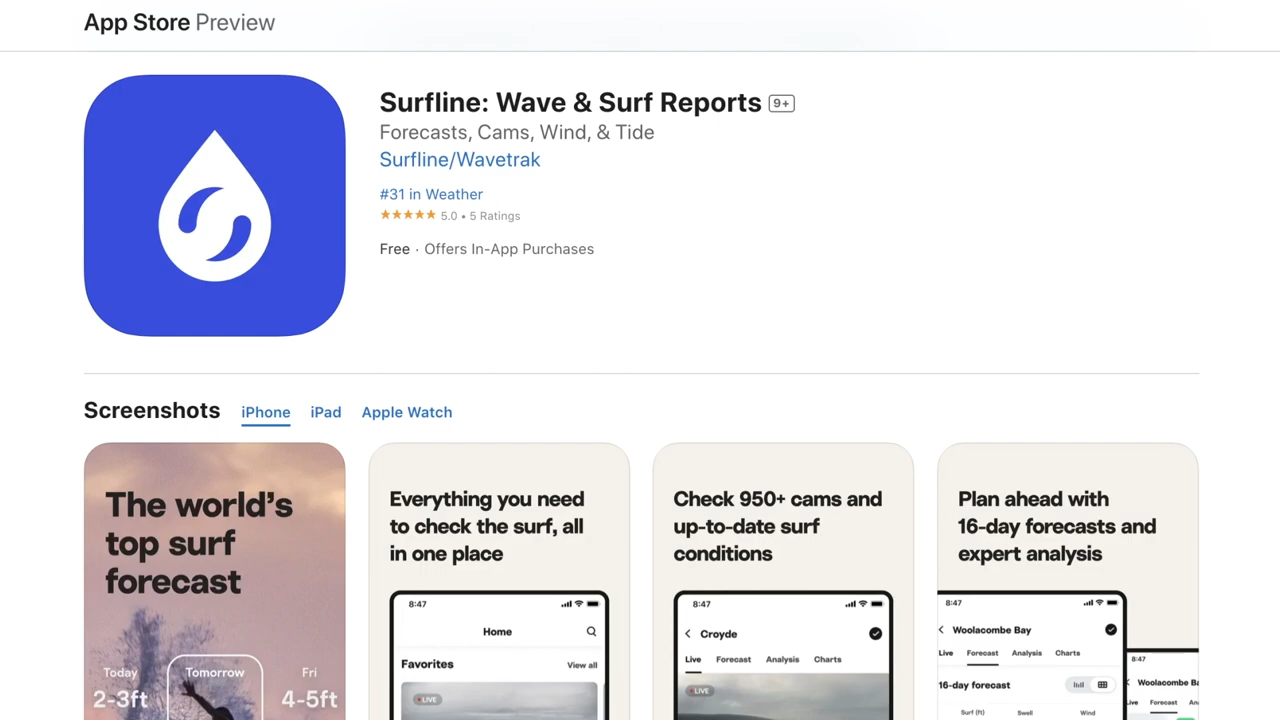 App Store Preview
Surfline: Wave & Surf Reports 9+
Forecasts, Cams, Wind, & Tide
Surfline/Wavetrak
#31 in Weather
★★★★★ 5.0 • 5 Ratings
Free · Offers In-App Purchases
Screenshots iPhone iPad Apple Watch
The world's
top surf
forecast
Today Tomorrow Fri
2-3ft 4-5ft
Everything you need
to check the surf, all
in one place
8:47
Home
Favorites View all
LIVE
Check 950+ cams and
up-to-date surf
conditions
8:47
Croyde
Live Forecast Analysis Charts
LIVE
Plan ahead with
16-day forecasts and
expert analysis
8:47
Woolacombe Bay
Live Forecast Analysis Charts
16-day forecast
Surf (ft) Swell Wind
8:47
Woolacombe Ba
Live Forecast An